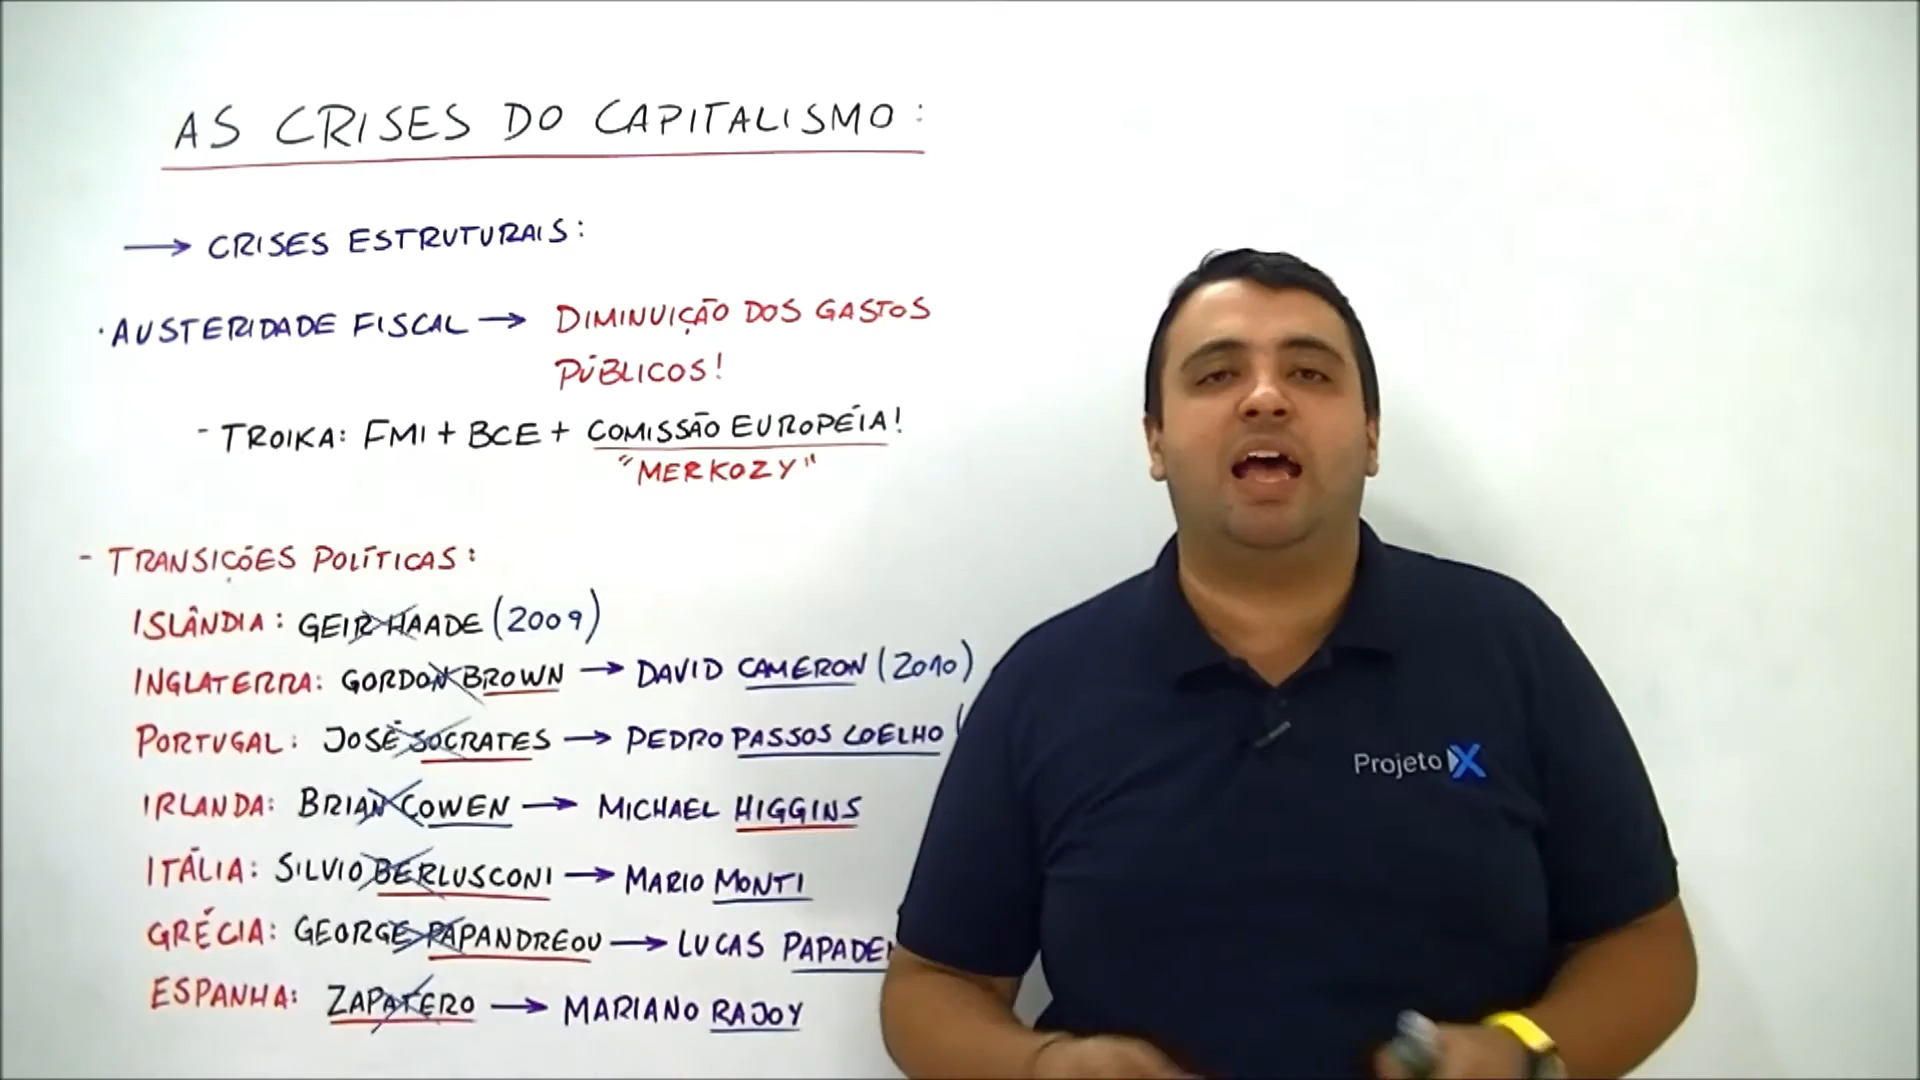 AS CRISES DO CAPITALISMO:
→ CRISES ESTRUTURAIS:
· AUSTERIDADE FISCAL → DIMINUIÇÃO DOS GASTOS
PÚBLICOS!
- TROIKA: FMI + BCE + COMISSÃO EUROPÉIA!
"MERKOZY"
- TRANSIÇÕES POLÍTICAS:
ISLÂNDIA: GEIR HAADE (2009)
INGLATERRA: GORDON BROWN → DAVID CAMERON (2010)
PORTUGAL: JOSÉ SÓCRATES → PEDRO PASSOS COELHO (
IRLANDA: BRIAN COWEN → MICHAEL HIGGINS
ITÁLIA: SILVIO BERLUSCONI → MARIO MONTI
GRÉCIA: GEORGE PAPANDREOU → LUCAS
ESPANHA: ZAPATERO → MARIANO RAJOY
Projeto X